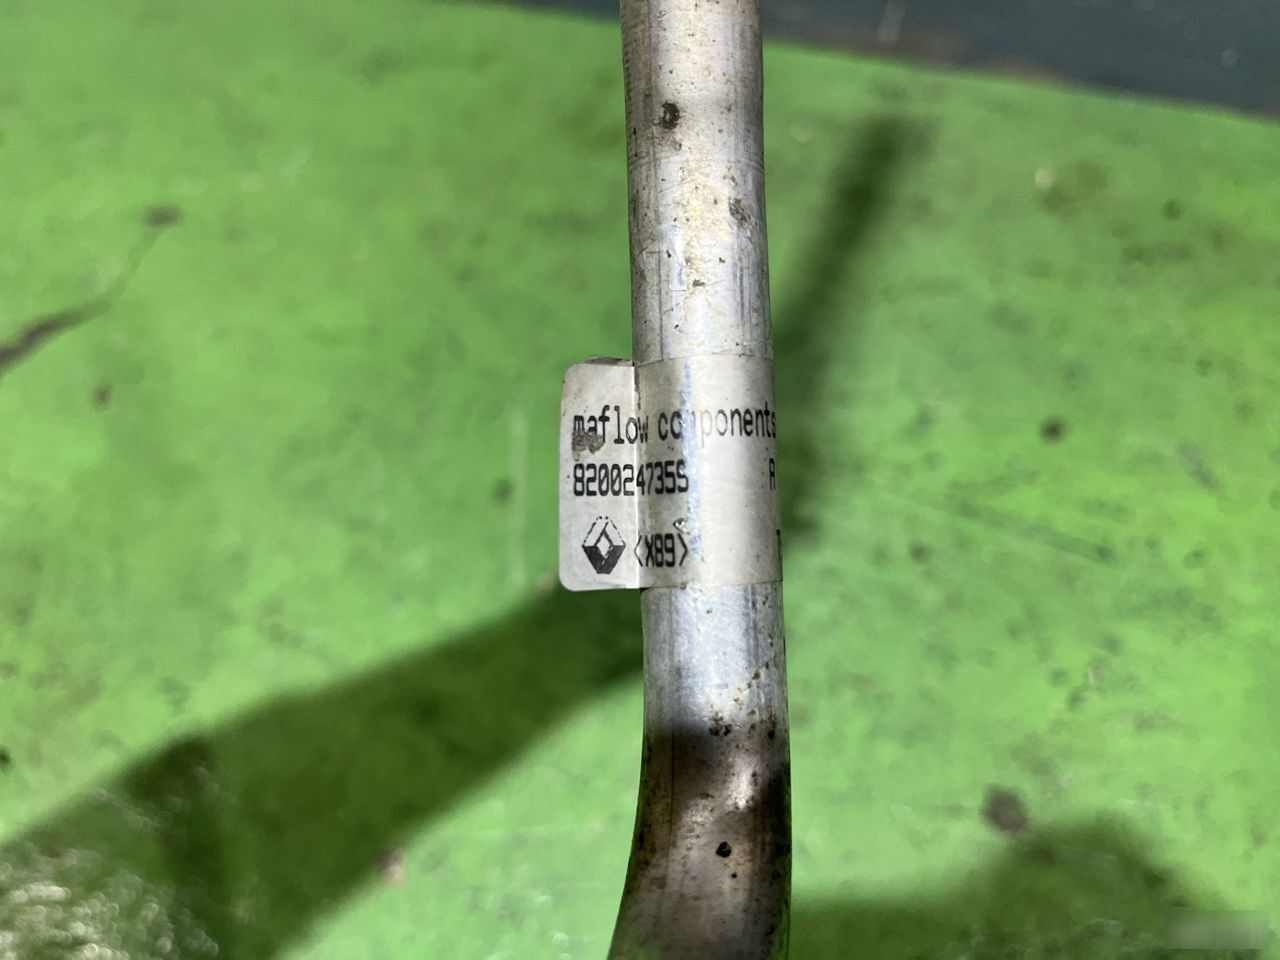 maflow components
8200247355 A
<X89> T